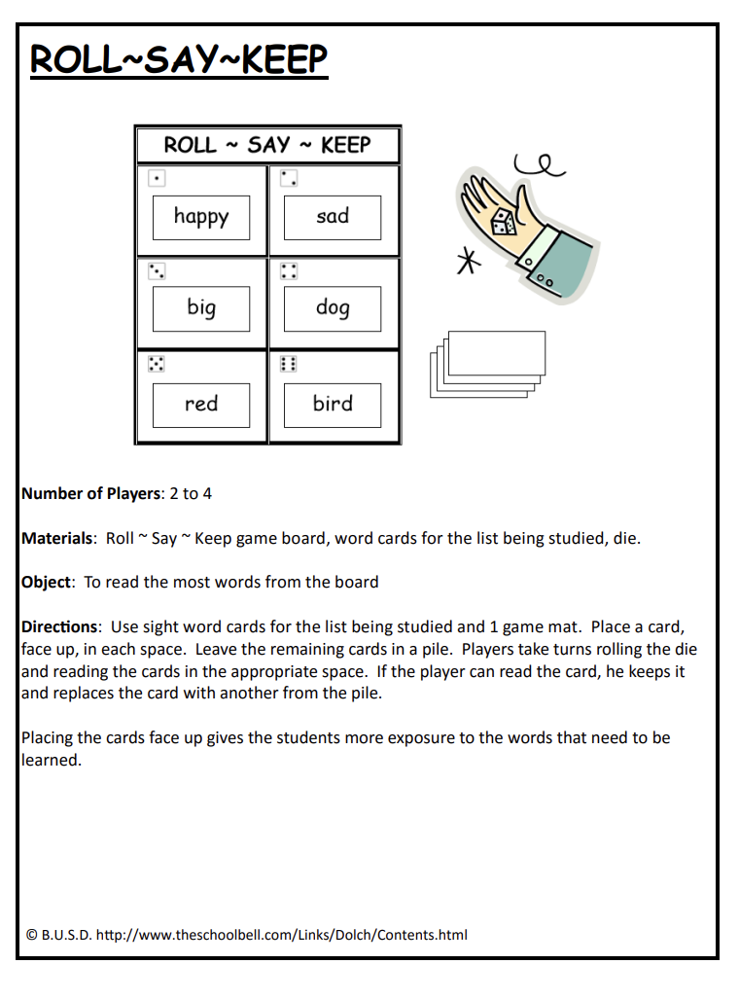 ROLL~SAY~KEEP
ROLL ~ SAY ~ KEEP
happy
sad
big
dog
red
bird
Number of Players: 2 to 4
Materials:  Roll ~ Say ~ Keep game board, word cards for the list being studied, die.
Object:  To read the most words from the board
Directions:  Use sight word cards for the list being studied and 1 game mat.  Place a card,
face up, in each space.  Leave the remaining cards in a pile.  Players take turns rolling the die
and reading the cards in the appropriate space.  If the player can read the card, he keeps it
and replaces the card with another from the pile.
Placing the cards face up gives the students more exposure to the words that need to be
learned.
© B.U.S.D. http://www.theschoolbell.com/Links/Dolch/Contents.html